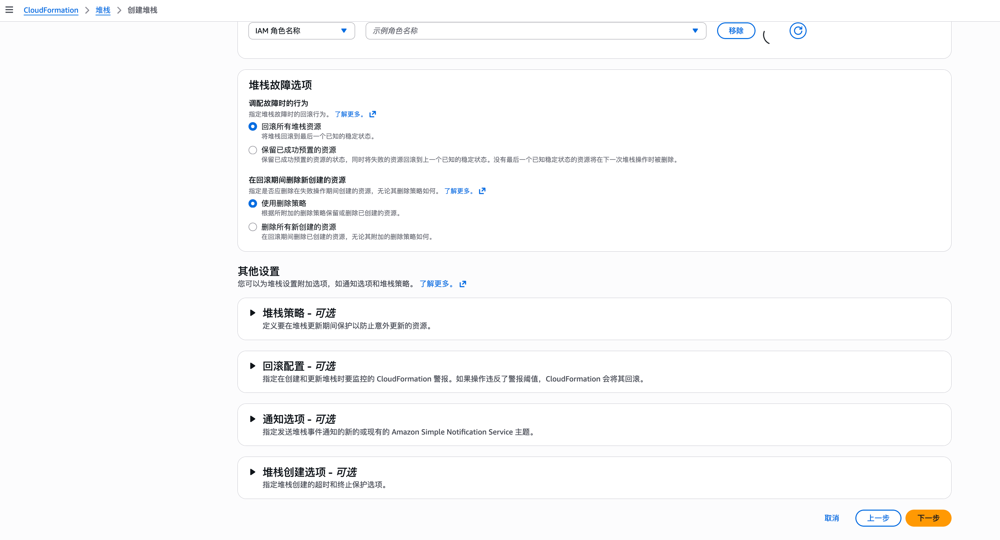 CloudFormation > 堆栈 > 创建堆栈
IAM 角色名称 示例角色名称 移除
堆栈故障选项
调配故障时的行为
指定堆栈故障时的回滚行为。 了解更多。
回滚所有堆栈资源
将堆栈回滚到最后一个已知的稳定状态。
保留已成功预置的资源
保留已成功预置的资源的状态，同时将失败的资源回滚到上一个已知的稳定状态。没有最后一个已知稳定状态的资源将在下一次堆栈操作时被删除。
在回滚期间删除新创建的资源
指定是否应删除在失败操作期间创建的资源，无论其删除策略如何。 了解更多。
使用删除策略
根据所附加的删除策略保留或删除已创建的资源。
删除所有新创建的资源
在回滚期间删除已创建的资源，无论其附加的删除策略如何。
其他设置
您可以为堆栈设置附加选项，如通知选项和堆栈策略。 了解更多。
堆栈策略 - 可选
定义要在堆栈更新期间保护以防止意外更新的资源。
回滚配置 - 可选
指定在创建和更新堆栈时要监控的 CloudFormation 警报。如果操作违反了警报阈值，CloudFormation 会将其回滚。
通知选项 - 可选
指定发送堆栈事件通知的新的或现有的 Amazon Simple Notification Service 主题。
堆栈创建选项 - 可选
指定堆栈创建的超时和终止保护选项。
取消 上一步 下一步